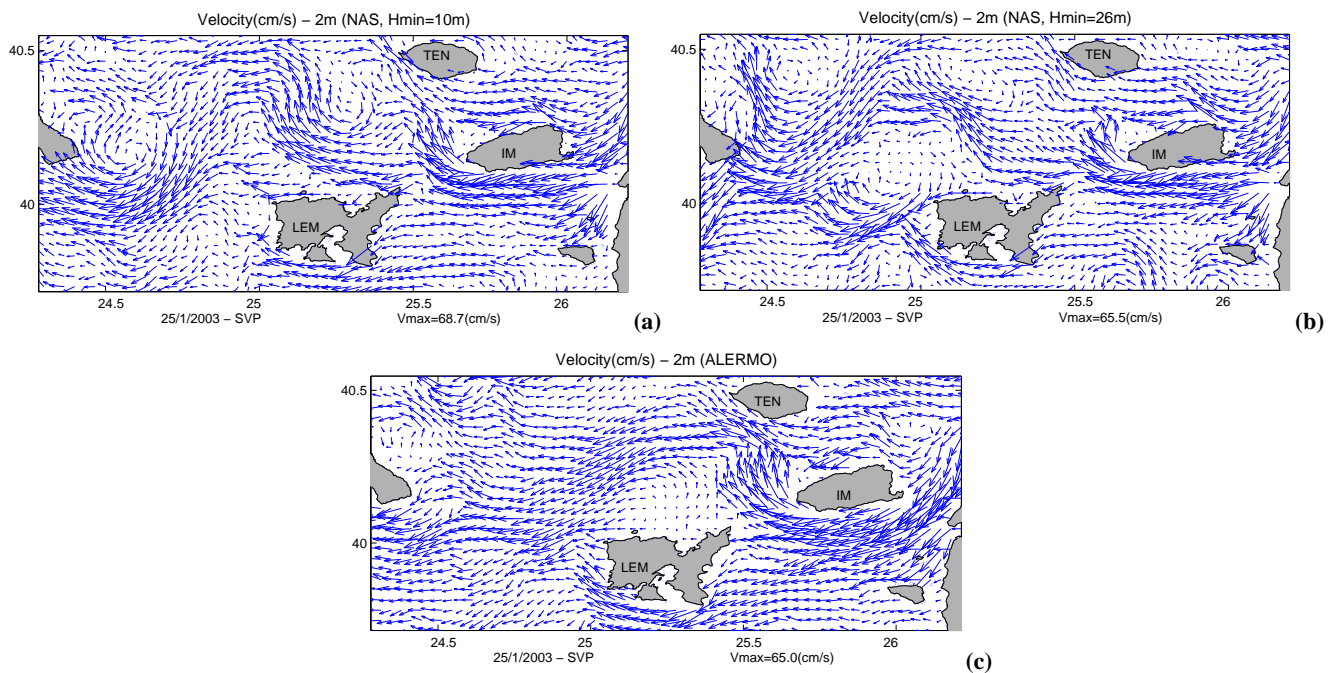 Velocity(cm/s) – 2m (NAS, Hmin=10m)
40.5
TEN
IM
40
LEM
24.5 25 25.5 26
25/1/2003 – SVP Vmax=68.7(cm/s)
(a)
Velocity(cm/s) – 2m (NAS, Hmin=26m)
40.5
TEN
IM
40
LEM
24.5 25 25.5 26
25/1/2003 – SVP Vmax=65.5(cm/s)
(b)
Velocity(cm/s) – 2m (ALERMO)
40.5
TEN
IM
40
LEM
24.5 25 25.5 26
25/1/2003 – SVP Vmax=65.0(cm/s)
(c)